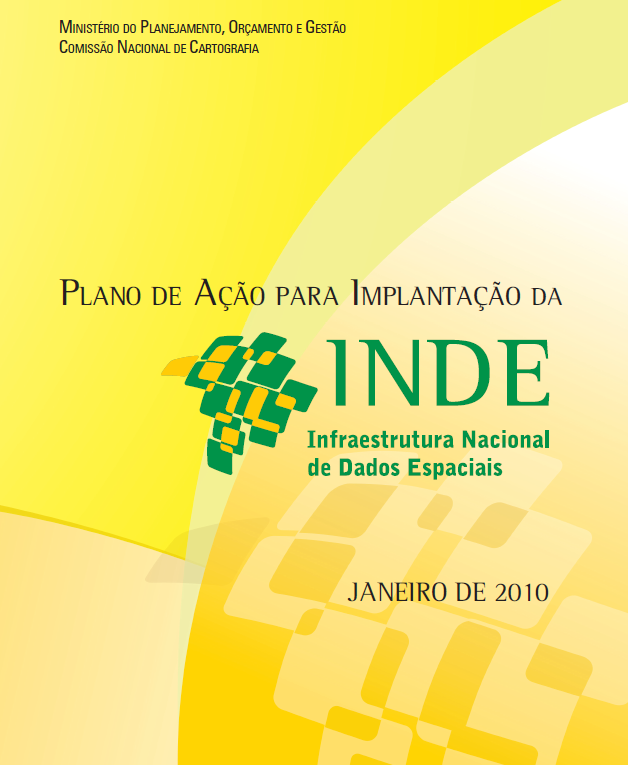 Ministério do Planejamento, Orçamento e Gestão
Comissão Nacional de Cartografia
Plano de Ação para Implantação da
INDE
Infraestrutura Nacional
de Dados Espaciais
JANEIRO DE 2010